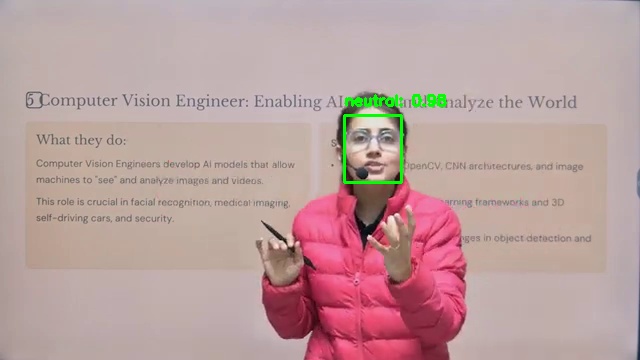 5 Computer Vision Engineer: Enabling AI and Analyze the World
neutral: 0.96
What they do:
Computer Vision Engineers develop AI models that allow
machines to "see" and analyze images and videos.
This role is crucial in facial recognition, medical imaging,
self-driving cars, and security.
OpenCV, CNN architectures, and image
frameworks and 3D
in object detection and